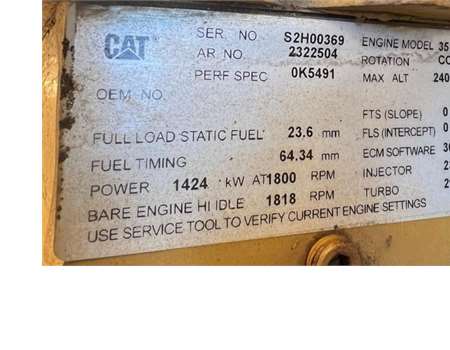 CAT SER. NO S2H00369 ENGINE MODEL 35
AR NO. 2322504 ROTATION CO
PERF SPEC 0K5491 MAX ALT 240
OEM NO.
FTS (SLOPE) 0
FULL LOAD STATIC FUEL 23.6 mm FLS (INTERCEPT) 0
FUEL TIMING 64.34 mm ECM SOFTWARE 30
POWER 1424 kW AT 1800 RPM INJECTOR 2
BARE ENGINE HI IDLE 1818 RPM TURBO 2
USE SERVICE TOOL TO VERIFY CURRENT ENGINE SETTINGS